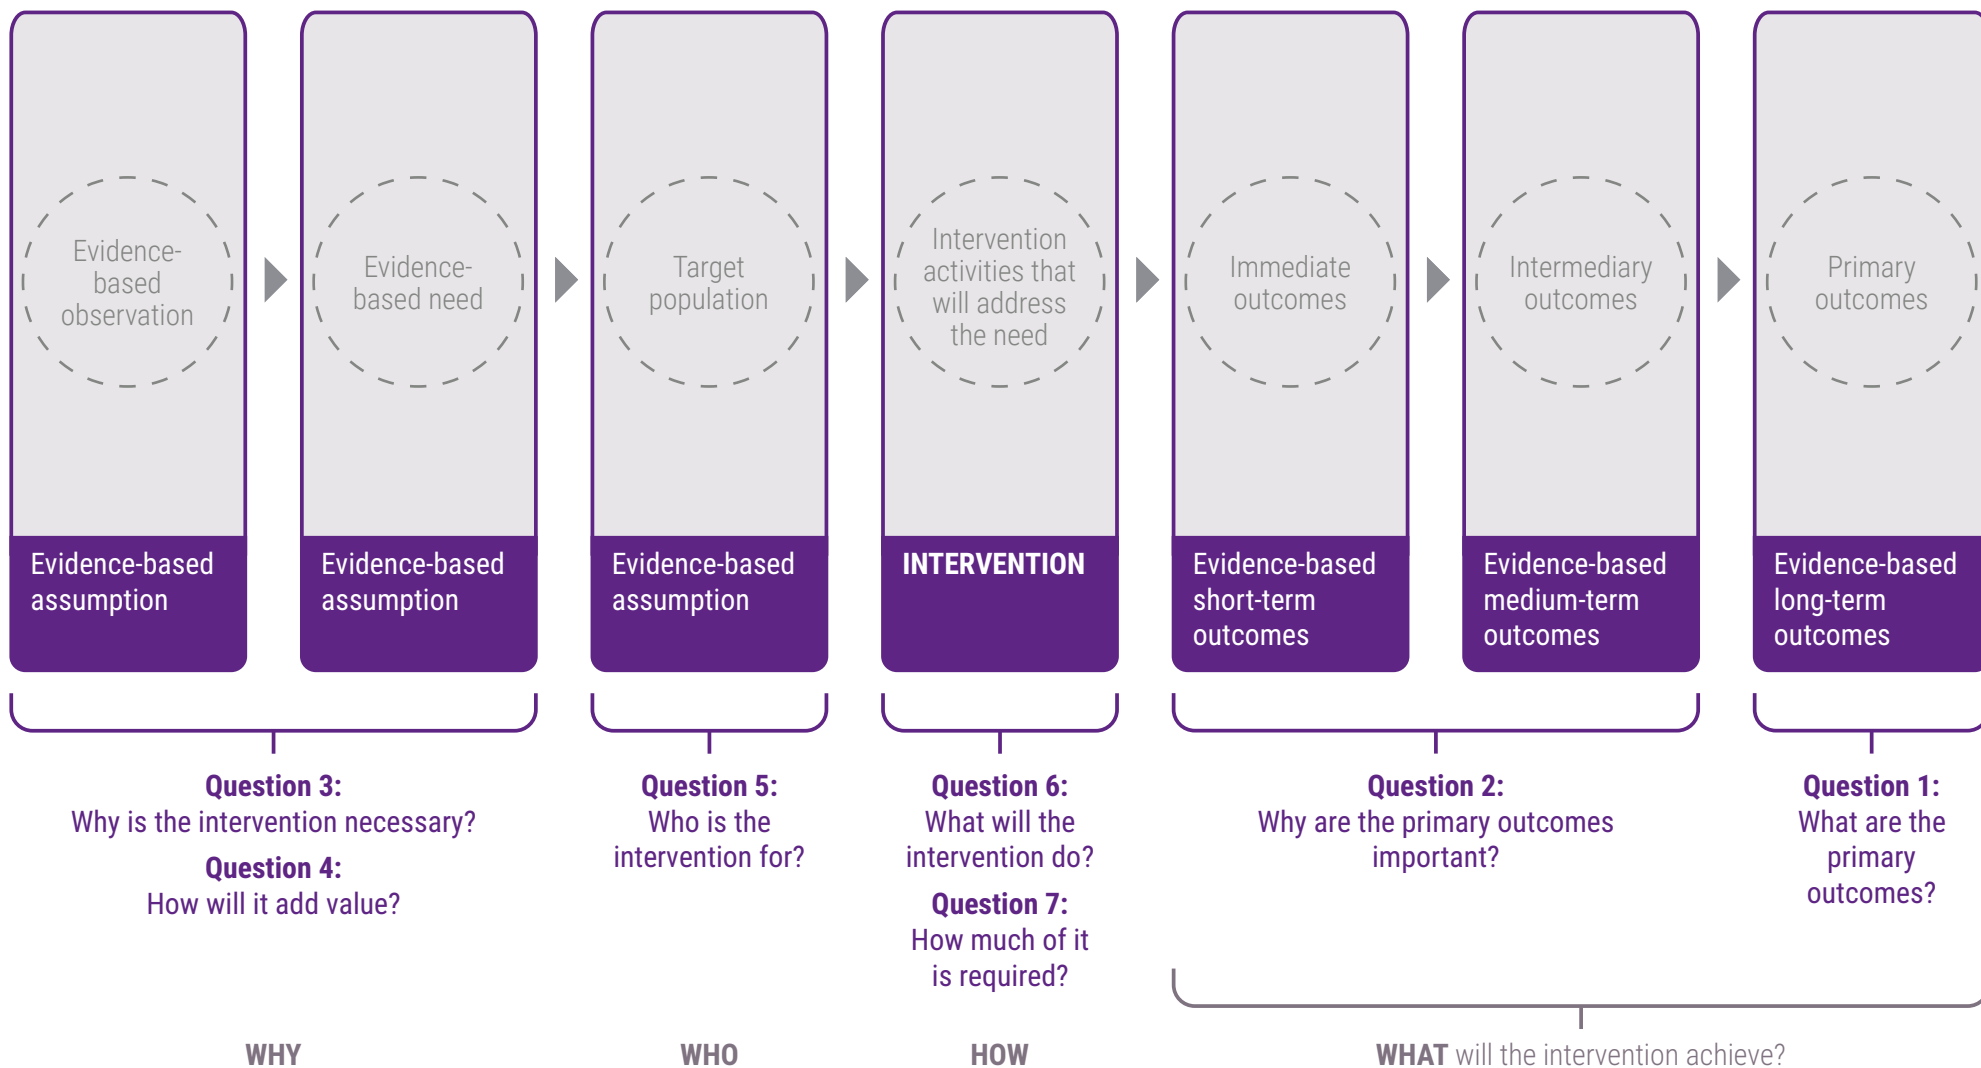 Evidence-
based
observation
Evidence-
based need
Target
population
Intervention
activities that
will address
the need
Immediate
outcomes
Intermediary
outcomes
Primary
outcomes
Evidence-based
assumption
Evidence-based
assumption
Evidence-based
assumption
INTERVENTION
Evidence-based
short-term
outcomes
Evidence-based
medium-term
outcomes
Evidence-based
long-term
outcomes
Question 3:
Why is the intervention necessary?
Question 4:
How will it add value?
Question 5:
Who is the
intervention for?
Question 6:
What will the
intervention do?
Question 7:
How much of it
is required?
Question 2:
Why are the primary outcomes
important?
Question 1:
What are the
primary
outcomes?
WHY
WHO
HOW
WHAT will the intervention achieve?